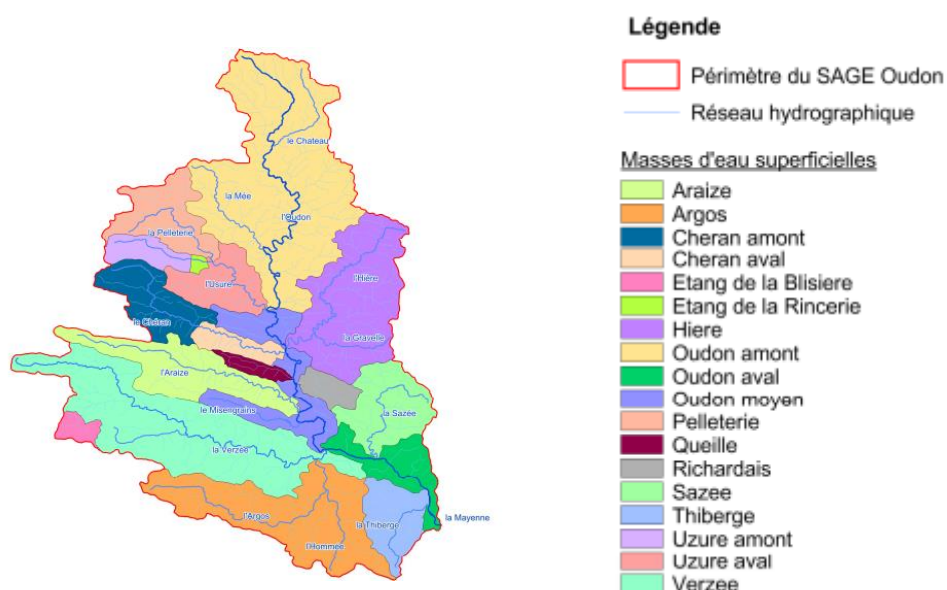 Légende
Périmètre du SAGE Oudon
Réseau hydrographique
Masses d'eau superficielles
Araize
Argos
Cheran amont
Cheran aval
Etang de la Blisiere
Etang de la Rincerie
Hiere
Oudon amont
Oudon aval
Oudon moyen
Pelleterie
Queille
Richardais
Sazee
Thiberge
Uzure amont
Uzure aval
Verzee
le Chateau
la Mée
l'Oudon
la Pelleterie
l'Hière
l'Usure
le Chéran
la Gravelle
l'Araize
le Misengrains
la Sazée
la Verzée
l'Argos
la Thiberge
la Mayenne
l'Hommée